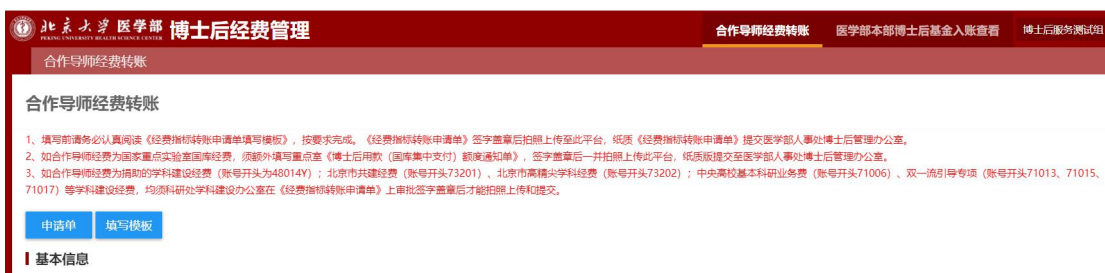 北京大学 医学部 博士后经费管理 合作导师经费转账 医学部本部博士后基金入账查看 博士后服务测试组
PEKING UNIVERSITY HEALTH SCIENCE CENTER
合作导师经费转账
合作导师经费转账
1、填写前请务必认真阅读《经费指标转账申请单填写模板》，按要求完成。《经费指标转账申请单》签字盖章后拍照上传至此平台，纸质《经费指标转账申请单》提交医学部人事处博士后管理办公室。
2、如合作导师经费为国家重点实验室国库经费，须额外填写重点室《博士后用款（国库集中支付）额度通知单》，签字盖章后一并拍照上传此平台，纸质版提交至医学部人事处博士后管理办公室。
3、如合作导师经费为捐助的学科建设经费（账号开头为48014Y）；北京市共建经费（账号开头73201）、北京市高精尖学科经费（账号开头73202）；中央高校基本科研业务费（账号开头71006）、双一流引导专项（账号开头71013、71015、
71017）等学科建设经费，均须科研处学科建设办公室在《经费指标转账申请单》上审批签字盖章后才能拍照上传和提交。
申请单 填写模板
基本信息